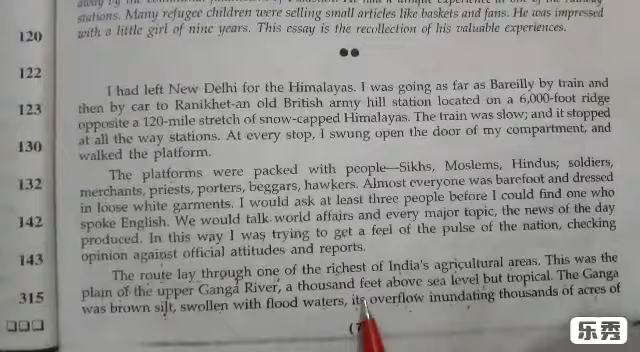 stations. Many refugee children were selling small articles like baskets and fans. He was impressed
with a little girl of nine years. This essay is the recollection of his valuable experiences.
I had left New Delhi for the Himalayas. I was going as far as Bareilly by train and
then by car to Ranikhet-an old British army hill station located on a 6,000-foot ridge
opposite a 120-mile stretch of snow-capped Himalayas. The train was slow; and it stopped
at all the way stations. At every stop, I swung open the door of my compartment, and
walked the platform.
The platforms were packed with people—Sikhs, Moslems, Hindus; soldiers,
merchants, priests, porters, beggars, hawkers. Almost everyone was barefoot and dressed
in loose white garments. I would ask at least three people before I could find one who
spoke English. We would talk world affairs and every major topic, the news of the day
produced. In this way I was trying to get a feel of the pulse of the nation, checking
opinion against official attitudes and reports.
The route lay through one of the richest of India's agricultural areas. This was the
plain of the upper Ganga River, a thousand feet above sea level but tropical. The Ganga
was brown silt, swollen with flood waters, its overflow inundating thousands of acres of
120
122
123
130
132
142
143
315
乐秀